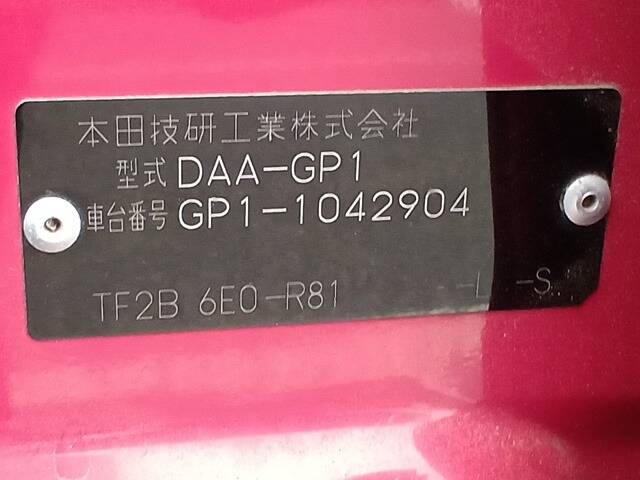 本田技研工業株式会社
型式 DAA-GP1
車台番号 GP1-1042904
TF2B 6E0-R81 -L -S